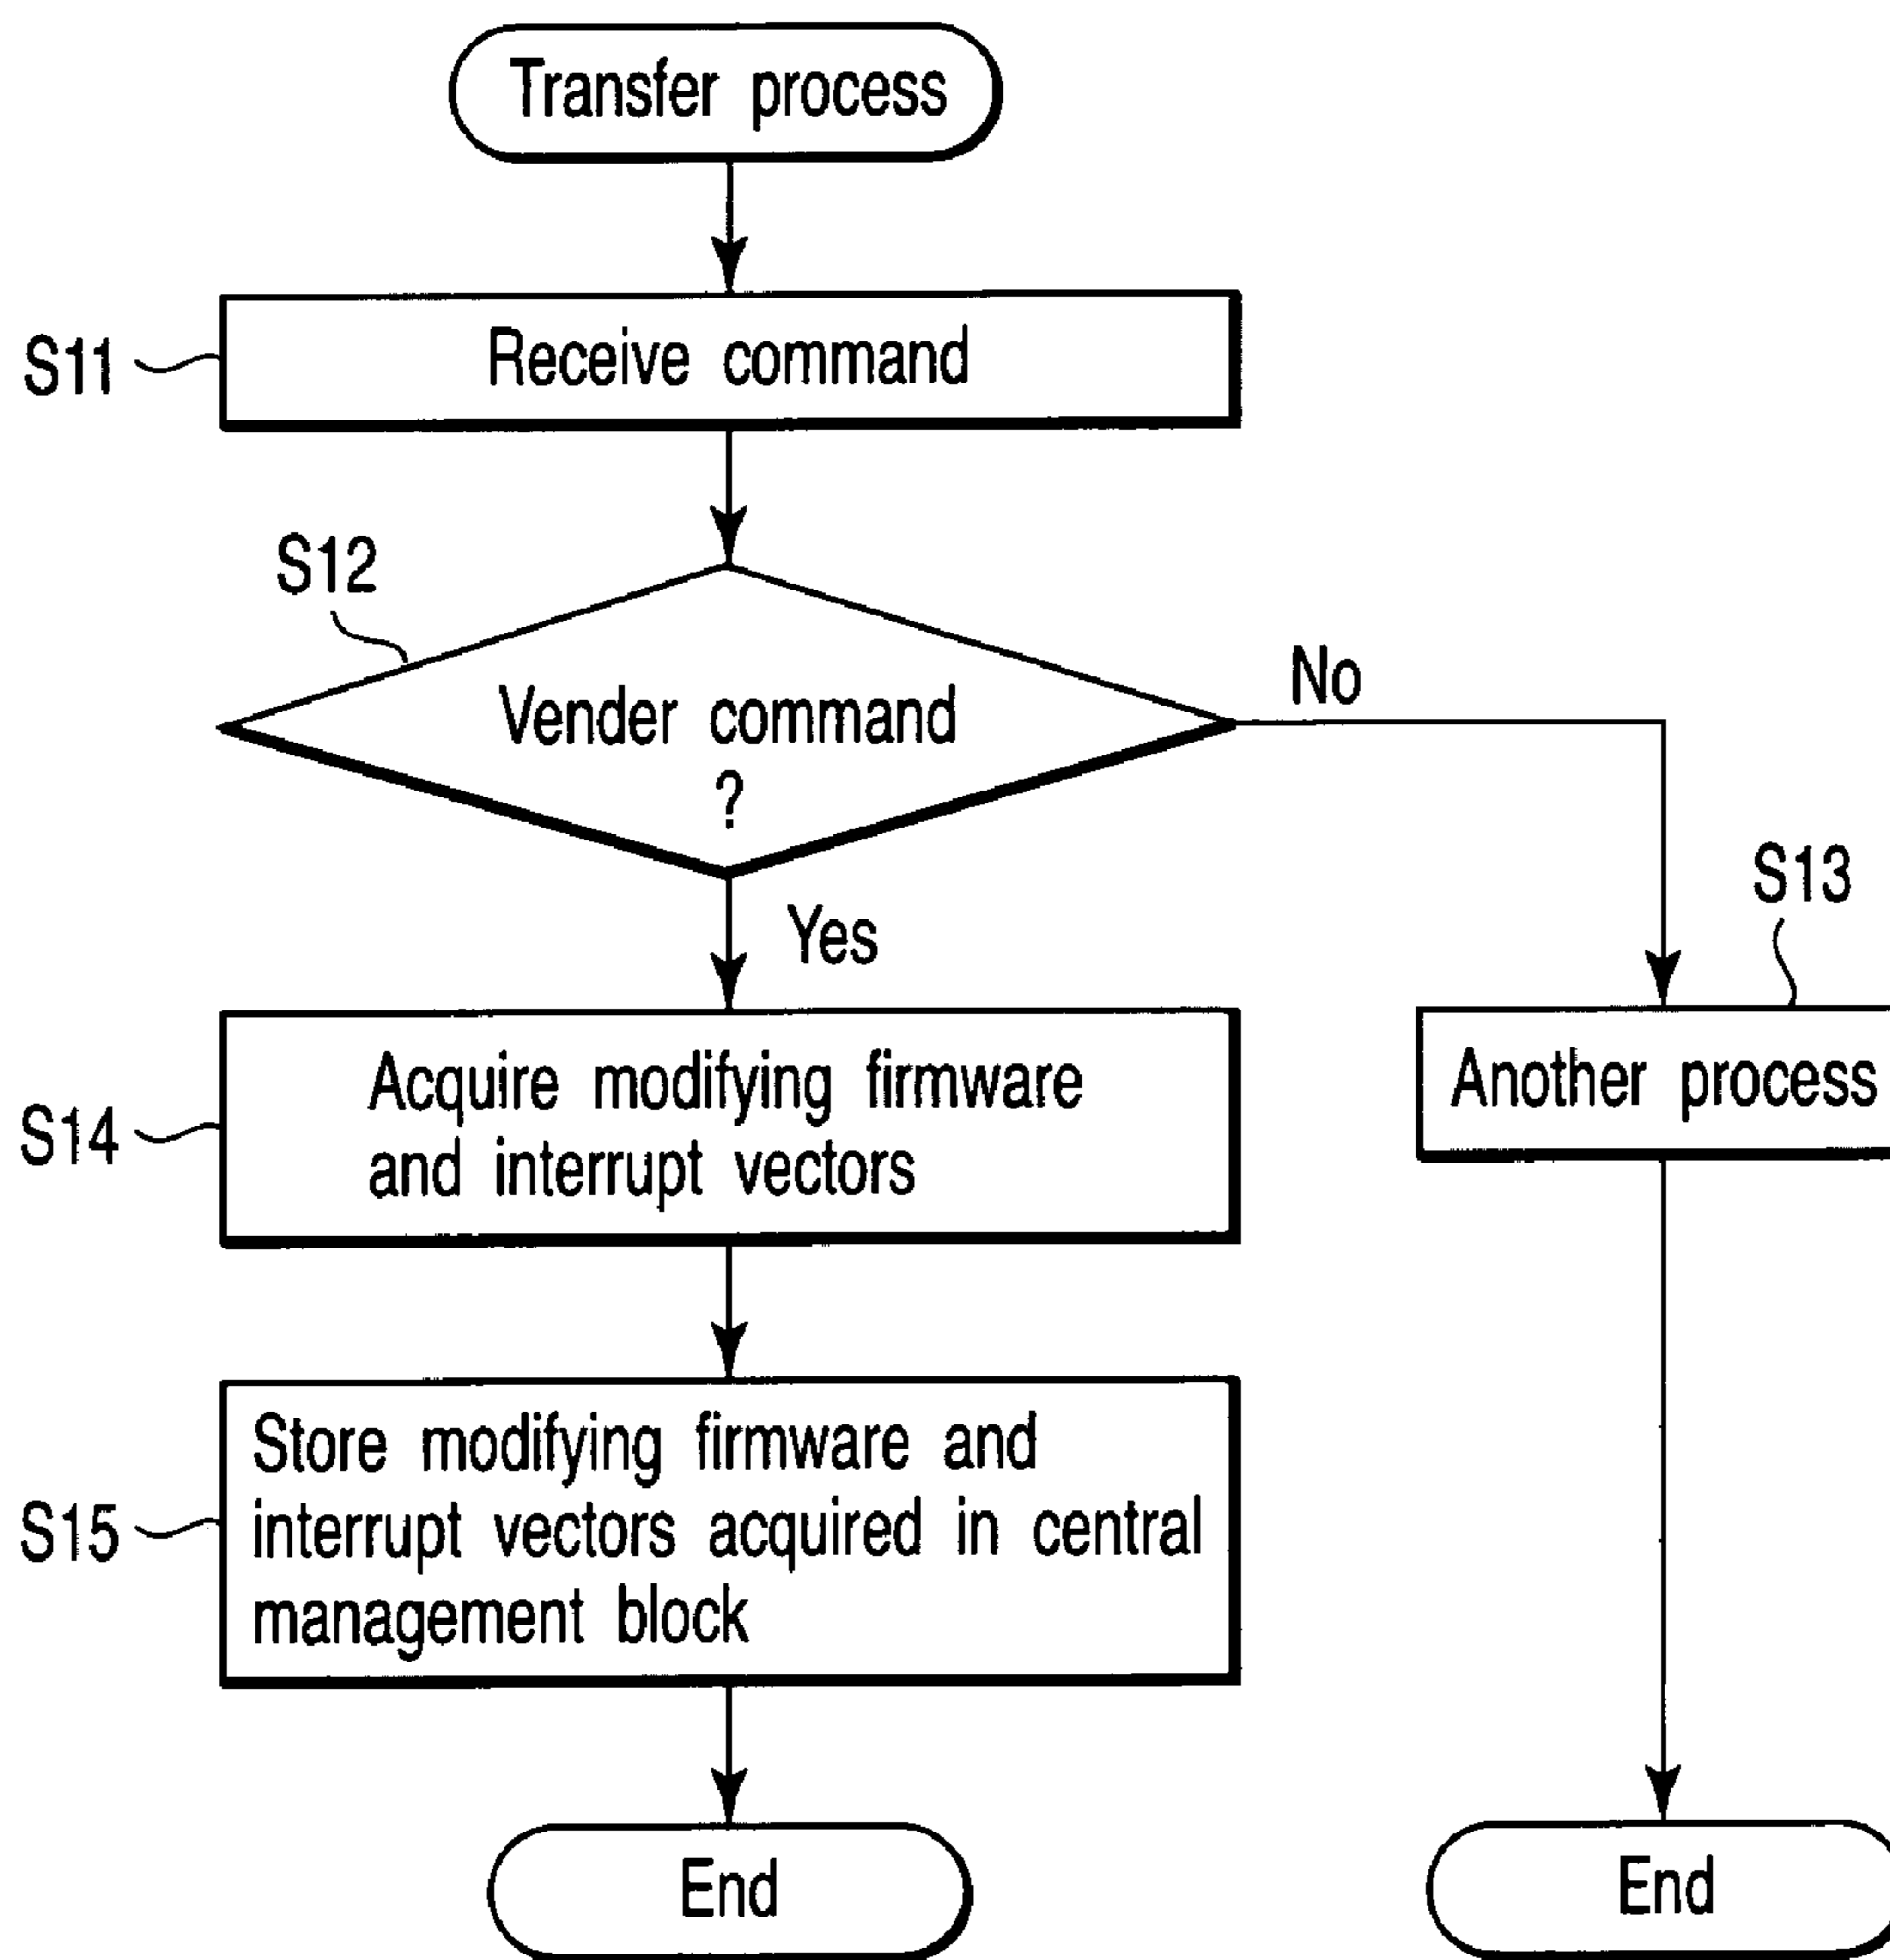 Transfer process
S11
Receive command
S12
Vender command
?
No
Yes
S13
Another process
S14
Acquire modifying firmware
and interrupt vectors
S15
Store modifying firmware and
interrupt vectors acquired in central
management block
End
End